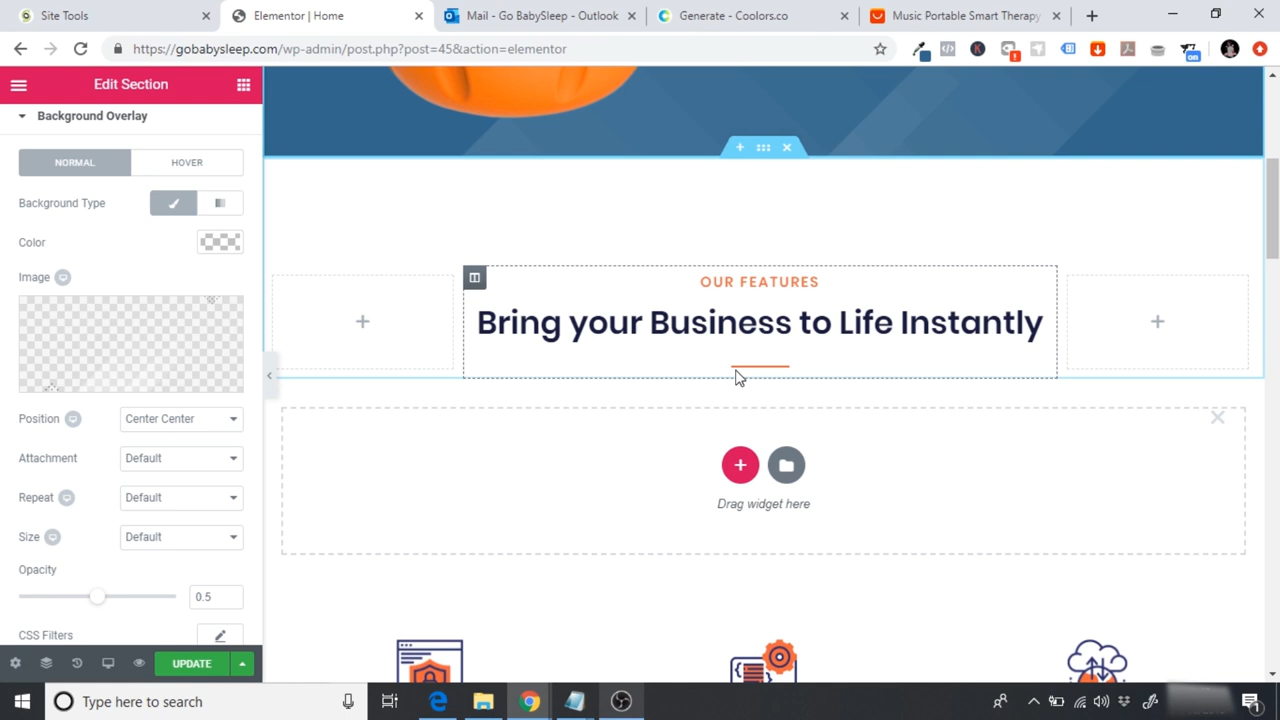 Site Tools
Elementor | Home
Mail - Go BabySleep - Outlook
Generate - Coolors.co
Music Portable Smart Therapy
https://gobabysleep.com/wp-admin/post.php?post=45&action=elementor
on
Edit Section
Background Overlay
NORMAL
HOVER
Background Type
Color
Image
Position
Center Center
Attachment
Default
Repeat
Default
Size
Default
Opacity
0.5
CSS Filters
UPDATE
OUR FEATURES
Bring your Business to Life Instantly
Drag widget here
Type here to search